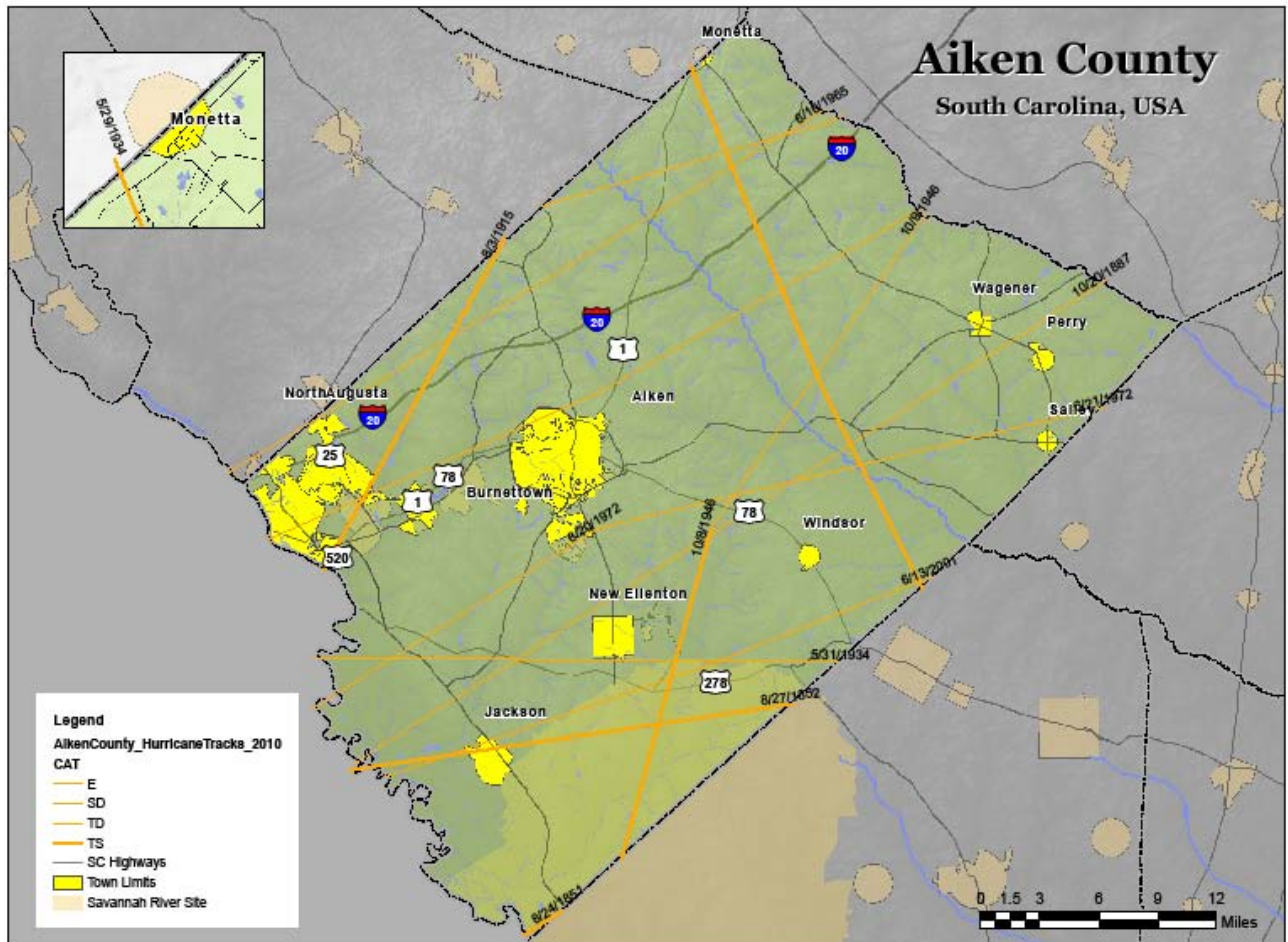 Aiken County
South Carolina, USA
Monetta
5/29/1934
Monetta
6/16/1965
20
8/3/1915
10/9/1946
10/20/1887
Wagener
Perry
20
1
NorthAugusta
Aiken
20
Salley
6/21/1972
25
78
Burnettown
1
6/20/1972
10/8/1946
78
Windsor
520
6/13/2001
New Ellenton
5/31/1934
278
8/27/1852
Jackson
8/24/1851
Legend
AikenCounty_HurricaneTracks_2010
CAT
E
SD
TD
TS
SC Highways
Town Limits
Savannah River Site
0 1.5 3 6 9 12
Miles